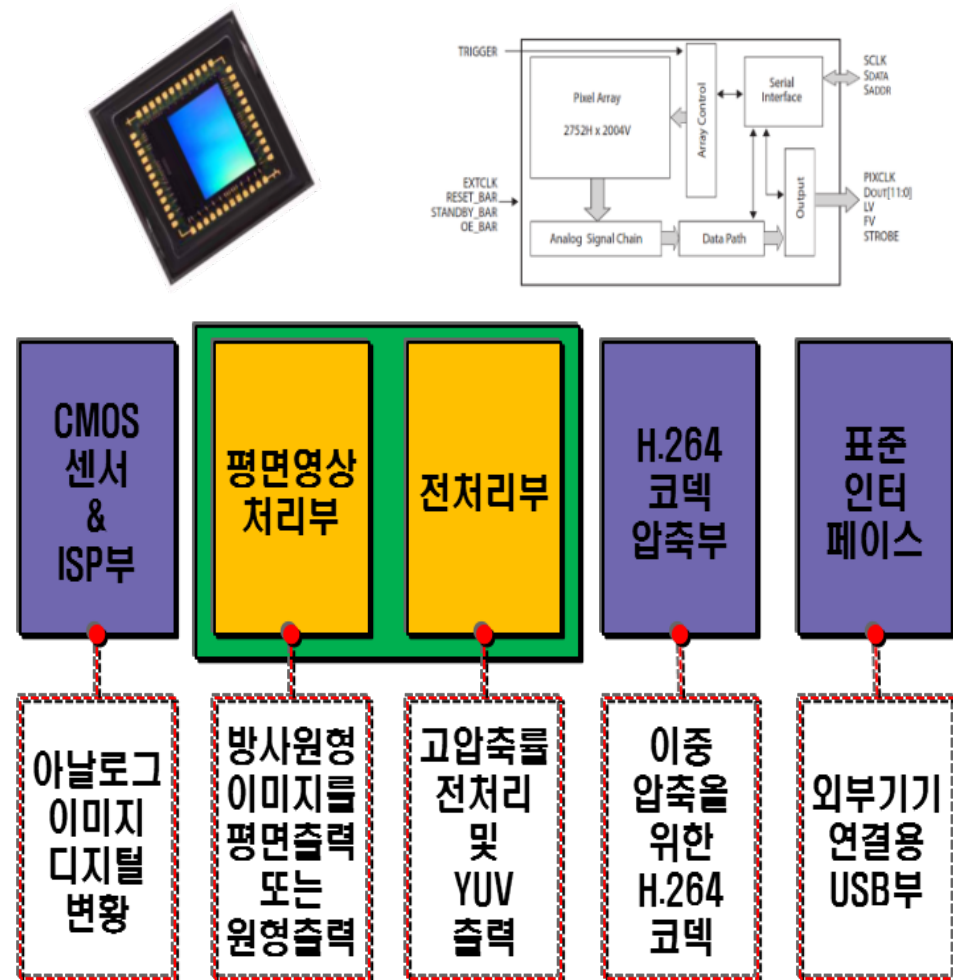 TRIGGER
Pixel Array
2752H x 2004V
Array Control
Serial
Interface
SCLK
SDATA
SADDR
EXTCLK
RESET_BAR
STANDBY_BAR
OE_BAR
Analog Signal Chain
Data Path
Output
PIXCLK
DOUT[11:0]
LV
FV
STROBE
CMOS
센서
&
ISP부
평면영상
처리부
전처리부
H.264
코덱
압축부
표준
인터
페이스
아날로그
이미지
디지털
변황
방사원형
이미지를
평면출력
또는
원형출력
고압축률
전처리
및
YUV
출력
이중
압축을
위한
H.264
코덱
외부기기
연결용
USB부